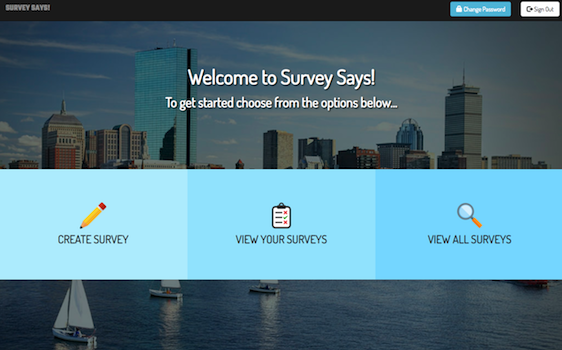 SURVEY SAYS!
Change Password
Sign Out
Welcome to Survey Says!
To get started choose from the options below...
CREATE SURVEY
VIEW YOUR SURVEYS
VIEW ALL SURVEYS